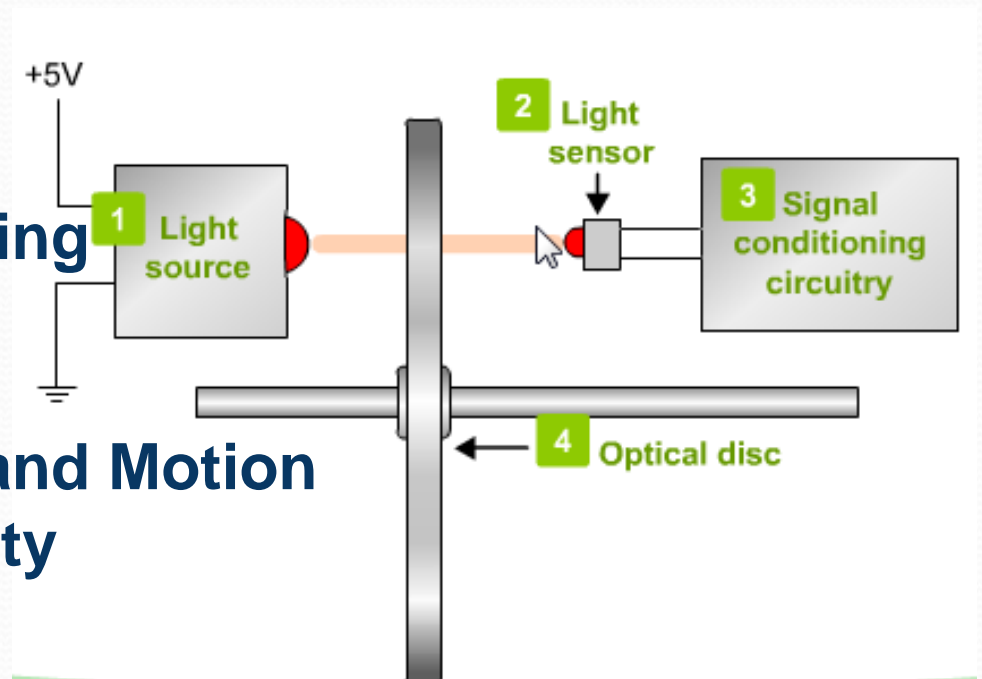 +5V
1
Light
source
2
Light
sensor
3
Signal
conditioning
circuitry
ing
4
Optical disc
and Motion
ty